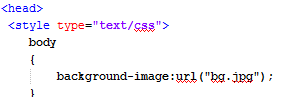 <head>
<style type="text/css">
body
{
background-image:url("bg.jpg");
}